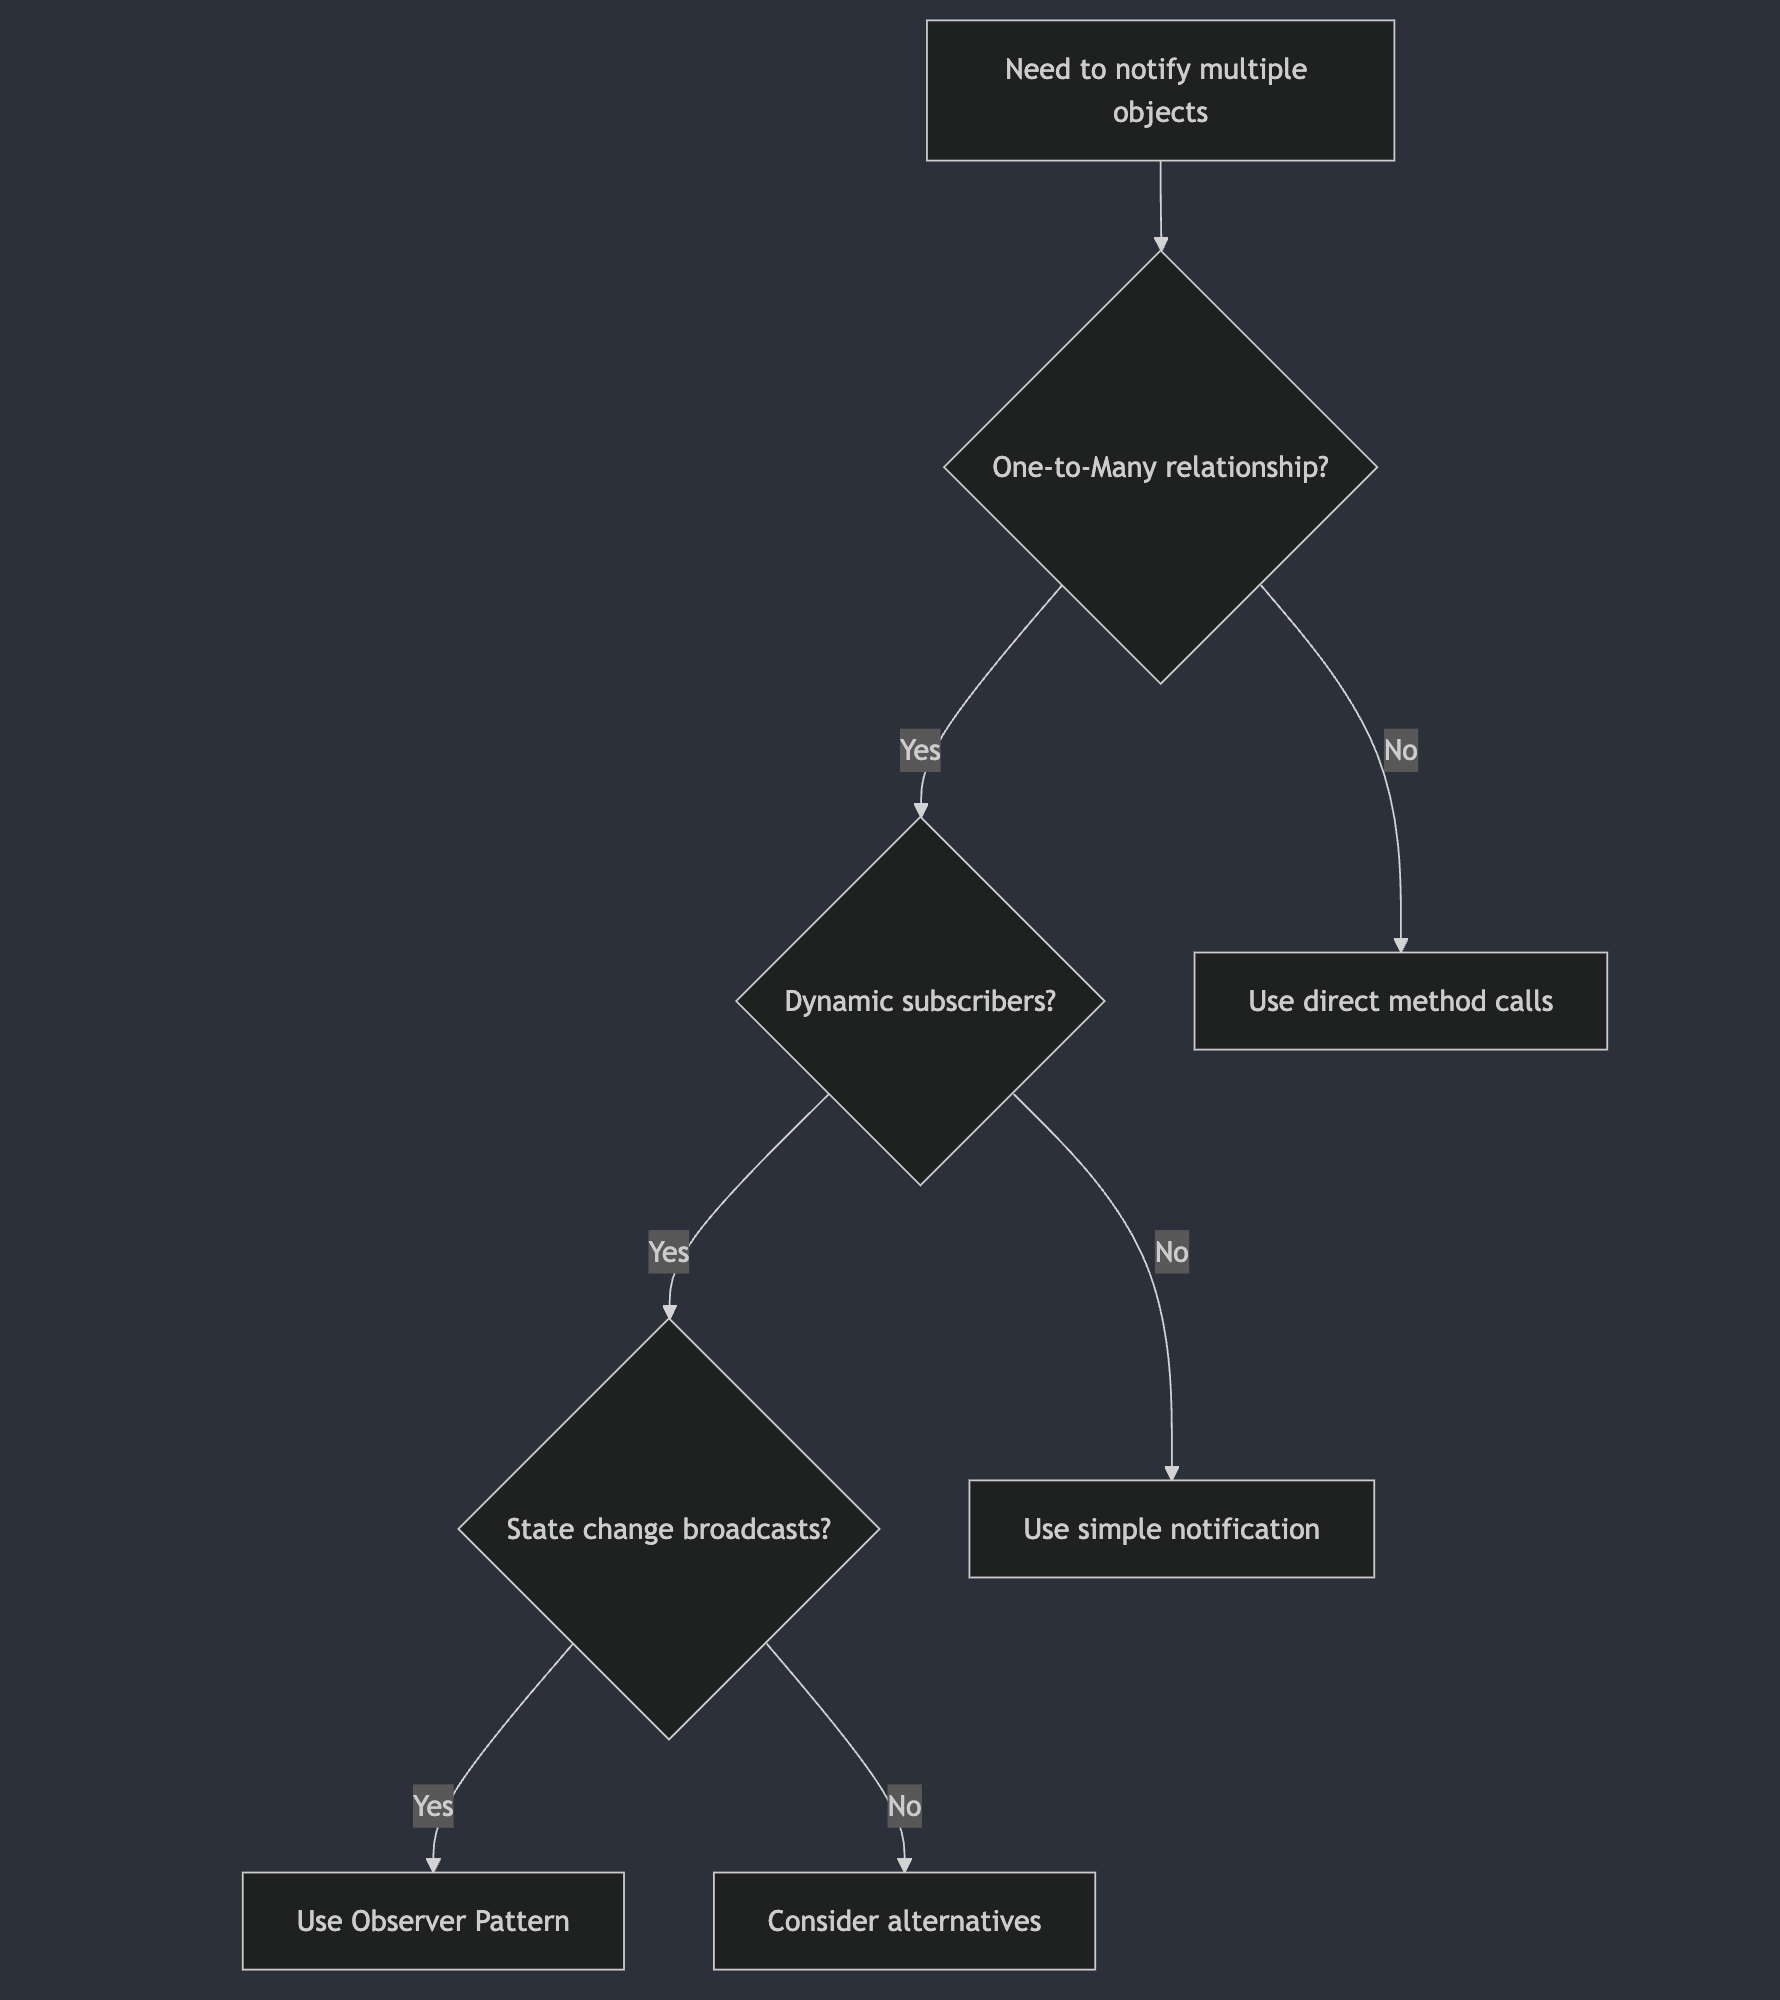 Need to notify multiple
objects
One-to-Many relationship?
Yes
No
Dynamic subscribers?
Use direct method calls
Yes
No
State change broadcasts?
Use simple notification
Yes
No
Use Observer Pattern
Consider alternatives